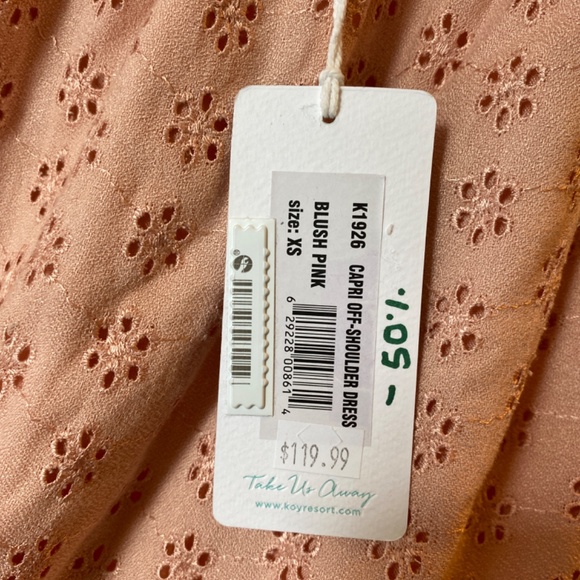 K1926 CAPRI OFF-SHOULDER DRESS
BLUSH PINK
size: XS
6 29228 00861 4
$119.99
Take Us Away
www.koyresort.com
-50%